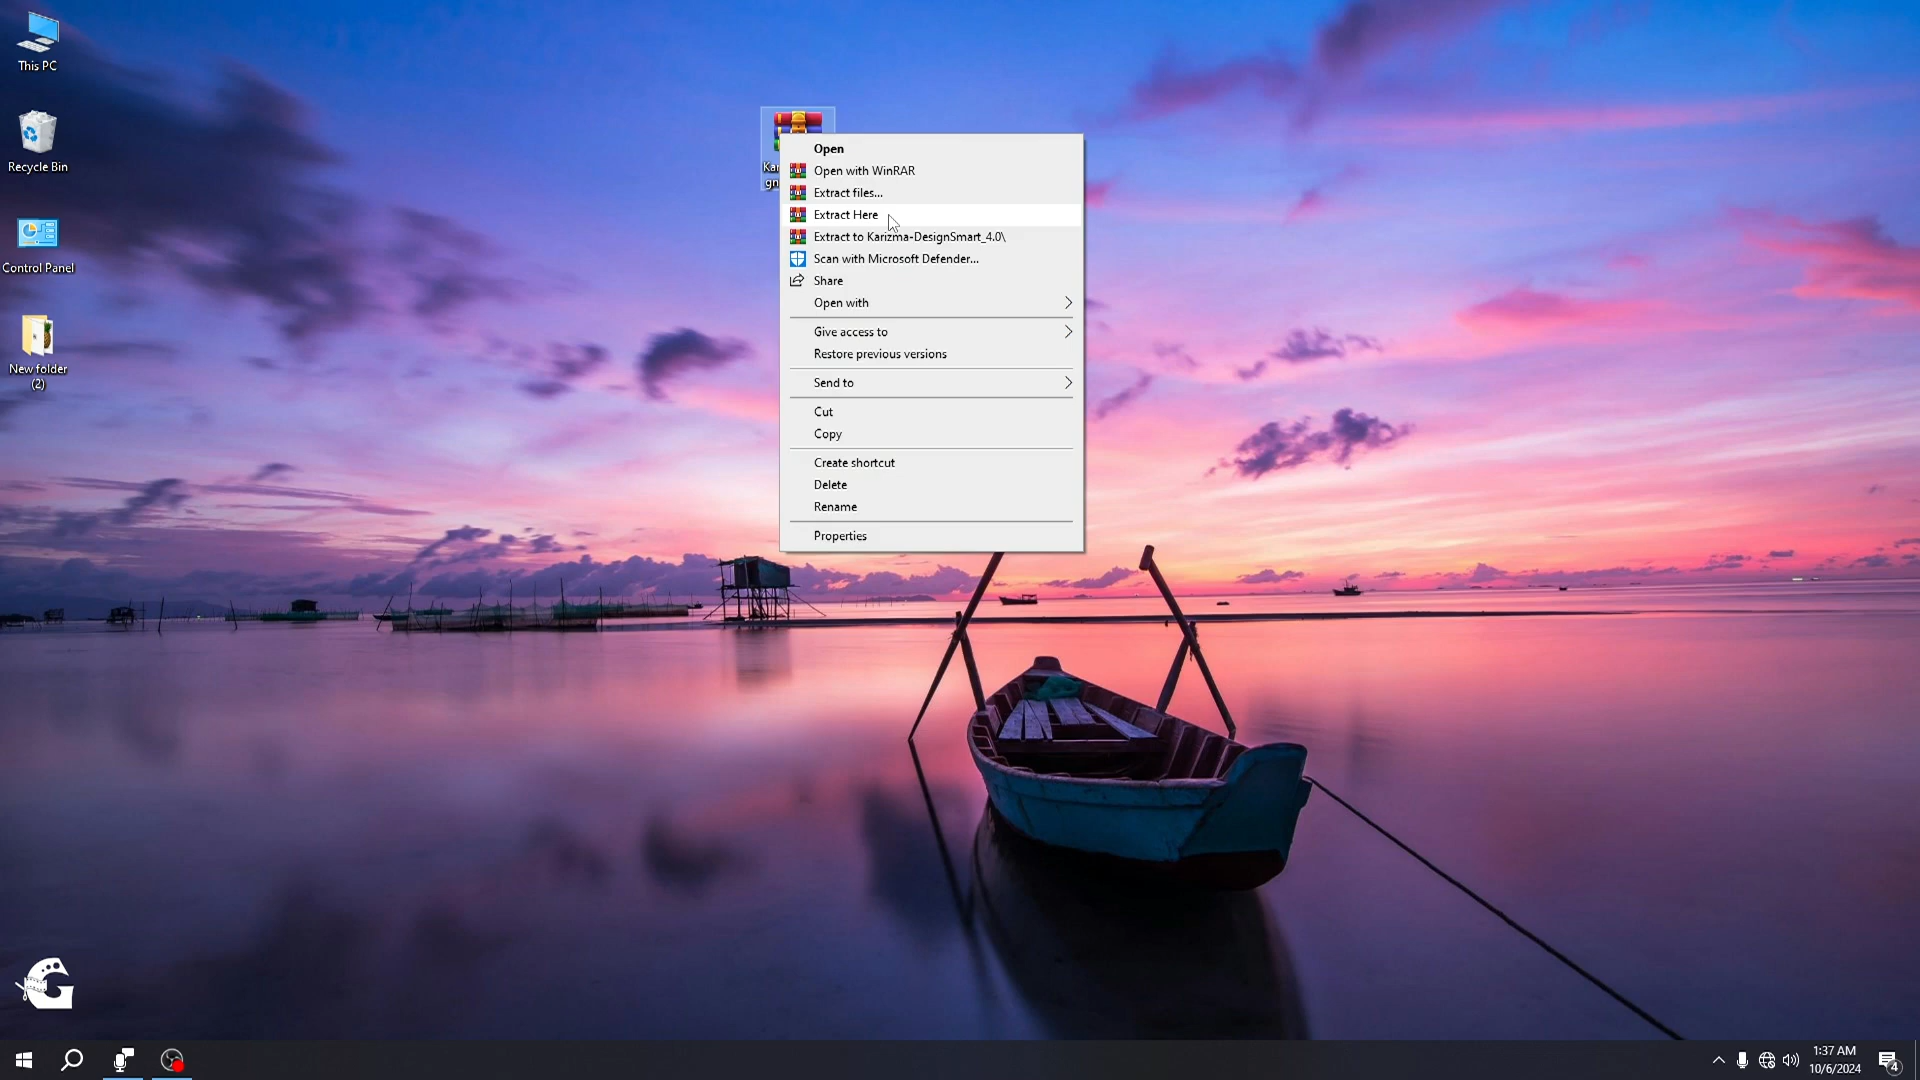 This PC
Recycle Bin
Control Panel
New folder
(2)
Open
Open with WinRAR
Extract files...
Extract Here
Extract to Karizma-DesignSmart_4.0\
Scan with Microsoft Defender...
Share
Open with
Give access to
Restore previous versions
Send to
Cut
Copy
Create shortcut
Delete
Rename
Properties
1:37 AM
10/6/2024
4